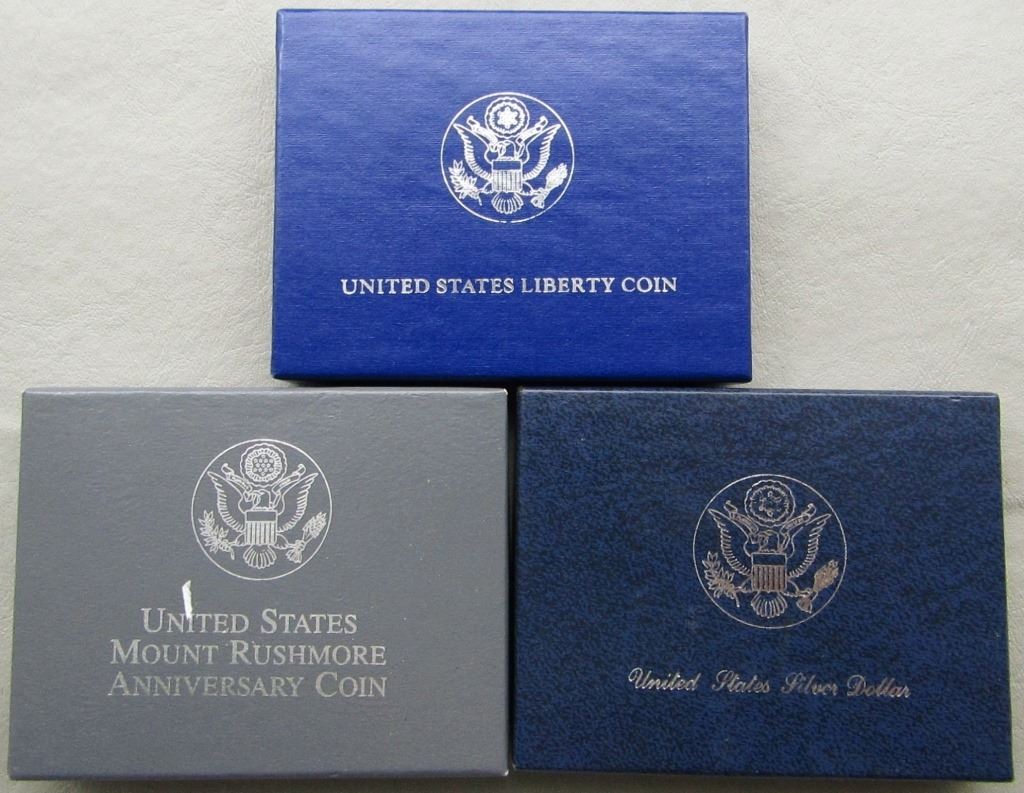 UNITED STATES LIBERTY COIN
UNITED STATES
MOUNT RUSHMORE
ANNIVERSARY COIN
United States Silver Dollar